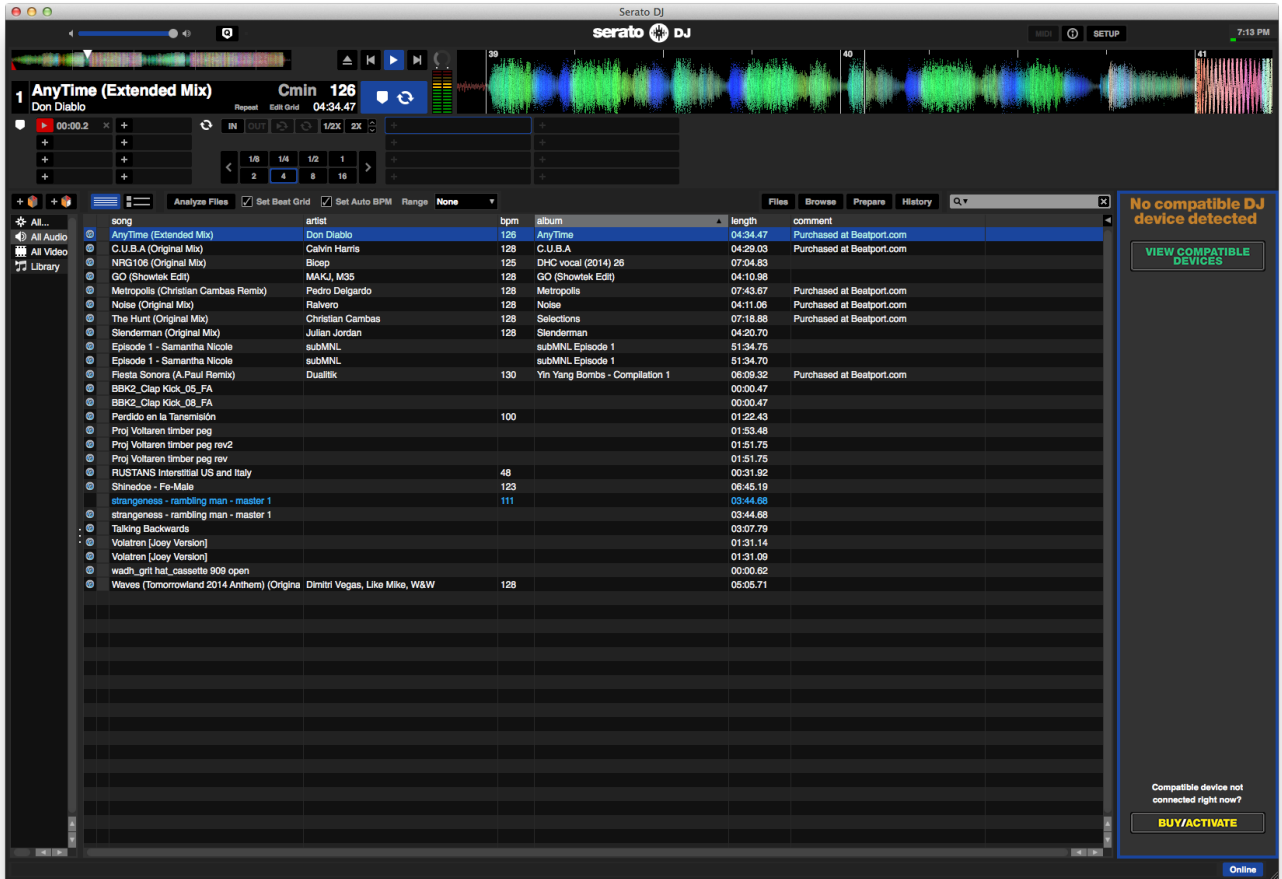 Serato DJ
serato DJ
MIDI SETUP 7:13 PM
39 40 41
1 AnyTime (Extended Mix) Cmin 126
Don Diablo Repeat Edit Grid 04:34.47
00:00.2 × +
+ +
+ +
+ +
IN OUT 1/2X 2X
1/8 1/4 1/2 1
< >
2 4 8 16
+ +
+ +
+ +
+ +
+ + Analyze Files Set Beat Grid Set Auto BPM Range None Files Browse Prepare History
All...
All Audio
All Video
Library
song artist bpm album length comment
AnyTime (Extended Mix) Don Diablo 126 AnyTime 04:34.47 Purchased at Beatport.com
C.U.B.A (Original Mix) Calvin Harris 128 C.U.B.A 04:29.03 Purchased at Beatport.com
NRG106 (Original Mix) Bicep 125 DHC vocal (2014) 26 07:04.83
GO (Showtek Edit) MAKJ, M35 128 GO (Showtek Edit) 04:10.98
Metropolis (Christian Cambas Remix) Pedro Delgardo 128 Metropolis 07:43.67 Purchased at Beatport.com
Noise (Original Mix) Ralvero 128 Noise 04:11.06 Purchased at Beatport.com
The Hunt (Original Mix) Christian Cambas 128 Selections 07:18.88 Purchased at Beatport.com
Slenderman (Original Mix) Julian Jordan 128 Slenderman 04:20.70
Episode 1 - Samantha Nicole subMNL subMNL Episode 1 51:34.75
Episode 1 - Samantha Nicole subMNL subMNL Episode 1 51:34.70
Fiesta Sonora (A.Paul Remix) Dualitik 130 Yin Yang Bombs - Compilation 1 06:09.32 Purchased at Beatport.com
BBK2_Clap Kick_05_FA 00:00.47
BBK2_Clap Kick_08_FA 00:00.47
Perdido en la Tansmisión 100 01:22.43
Proj Voltaren timber peg 01:53.48
Proj Voltaren timber peg rev2 01:51.75
Proj Voltaren timber peg rev 01:51.75
RUSTANS Interstitial US and Italy 48 00:31.92
Shinedoe - Fe-Male 123 06:45.19
strangeness - rambling man - master 1 111 03:44.68
strangeness - rambling man - master 1 03:44.68
Talking Backwards 03:07.79
Volatren [Joey Version] 01:31.14
Volatren [Joey Version] 01:31.09
wadh_grit hat_cassette 909 open 00:00.62
Waves (Tomorrowland 2014 Anthem) (Origina Dimitri Vegas, Like Mike, W&W 128 05:05.71
No compatible DJ
device detected
VIEW COMPATIBLE
DEVICES
Compatible device not
connected right now?
BUY/ACTIVATE
Online